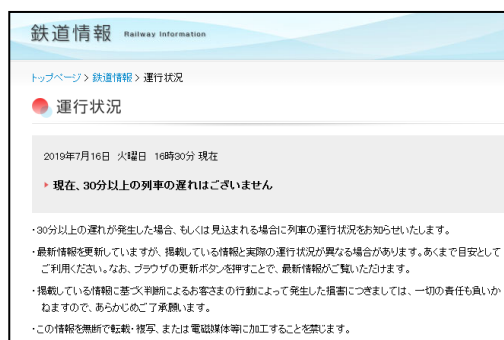 鉄道情報 Railway Information
トップページ > 鉄道情報 > 運行状況
運行状況
2019年7月16日 火曜日 16時30分 現在
現在、30分以上の列車の遅れはございません
・30分以上の遅れが発生した場合、もしくは見込まれる場合に列車の運行状況をお知らせいたします。
・最新情報を更新していますが、掲載している情報と実際の運行状況が異なる場合があります。あくまで目安として
ご利用ください。なお、ブラウザの更新ボタンを押すことで、最新情報がご覧いただけます。
・掲載している情報に基づく判断によるお客さまの行動によって発生した損害につきましては、一切の責任も負いか
ねますので、あらかじめご了承願います。
・この情報を無断で転載・複写、または電磁媒体等に加工することを禁じます。